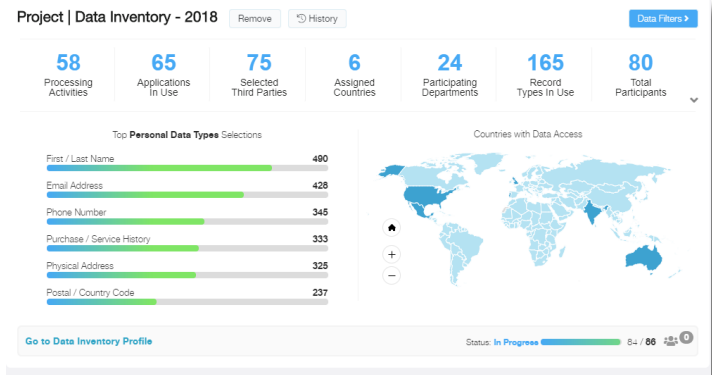 Project | Data Inventory - 2018
Remove
History
Data Filters
58
Processing
Activities
65
Applications
In Use
75
Selected
Third Parties
6
Assigned
Countries
24
Participating
Departments
165
Record
Types In Use
80
Total
Participants
Top Personal Data Types Selections
First / Last Name 490
Email Address 428
Phone Number 345
Purchase / Service History 333
Physical Address 325
Postal / Country Code 237
Countries with Data Access
+
−
Go to Data Inventory Profile
Status: In Progress 84 / 86 0